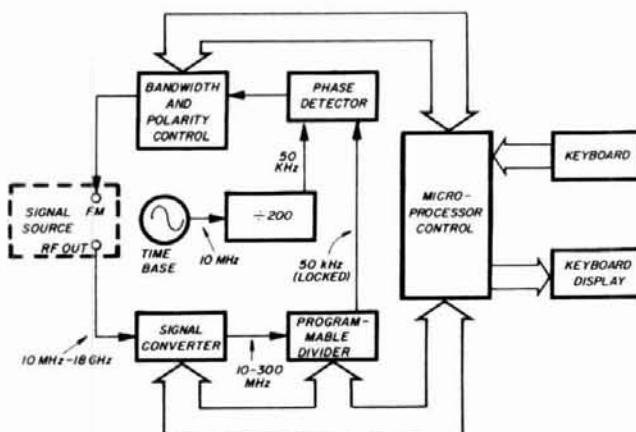 BANDWIDTH
AND
POLARITY
CONTROL
PHASE
DETECTOR
50
KHz
MICRO-
PROCESSOR
CONTROL
KEYBOARD
KEYBOARD
DISPLAY
SIGNAL
SOURCE
FM
RF OUT
TIME
BASE
10 MHz
÷200
50 kHz
(LOCKED)
10 MHz-18 GHz
SIGNAL
CONVERTER
10-300
MHz
PROGRAM-
MABLE
DIVIDER